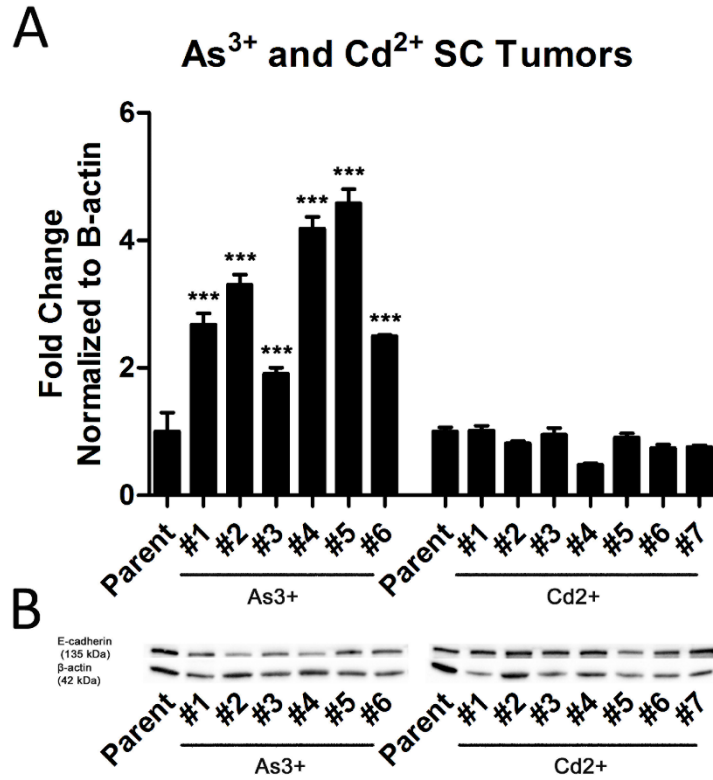 A
As³⁺ and Cd²⁺ SC Tumors
Fold Change
Normalized to B-actin
6
4
2
0
*** *** *** *** *** ***
Parent #1 #2 #3 #4 #5 #6 Parent #1 #2 #3 #4 #5 #6 #7
As3+ Cd2+
B
E-cadherin
(135 kDa)
β-actin
(42 kDa)
Parent #1 #2 #3 #4 #5 #6 Parent #1 #2 #3 #4 #5 #6 #7
As3+ Cd2+